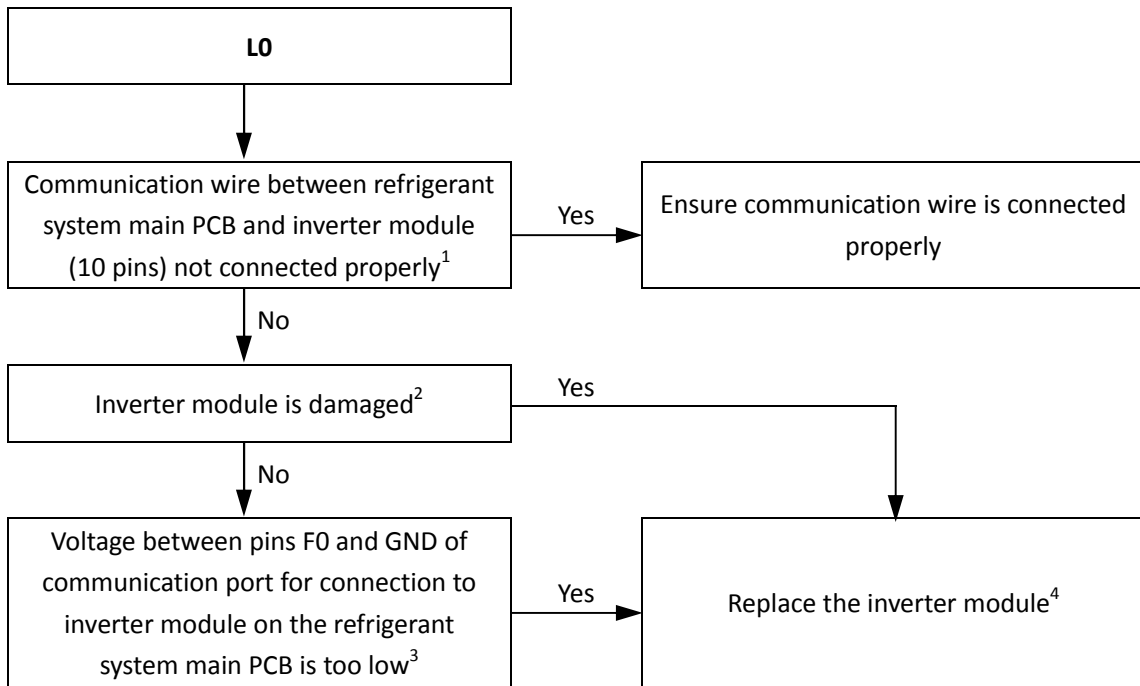 L0
Communication wire between refrigerant
system main PCB and inverter module
(10 pins) not connected properly1
Yes
Ensure communication wire is connected
properly
No
Inverter module is damaged2
Yes
No
Voltage between pins F0 and GND of
communication port for connection to
inverter module on the refrigerant
system main PCB is too low3
Yes
Replace the inverter module4